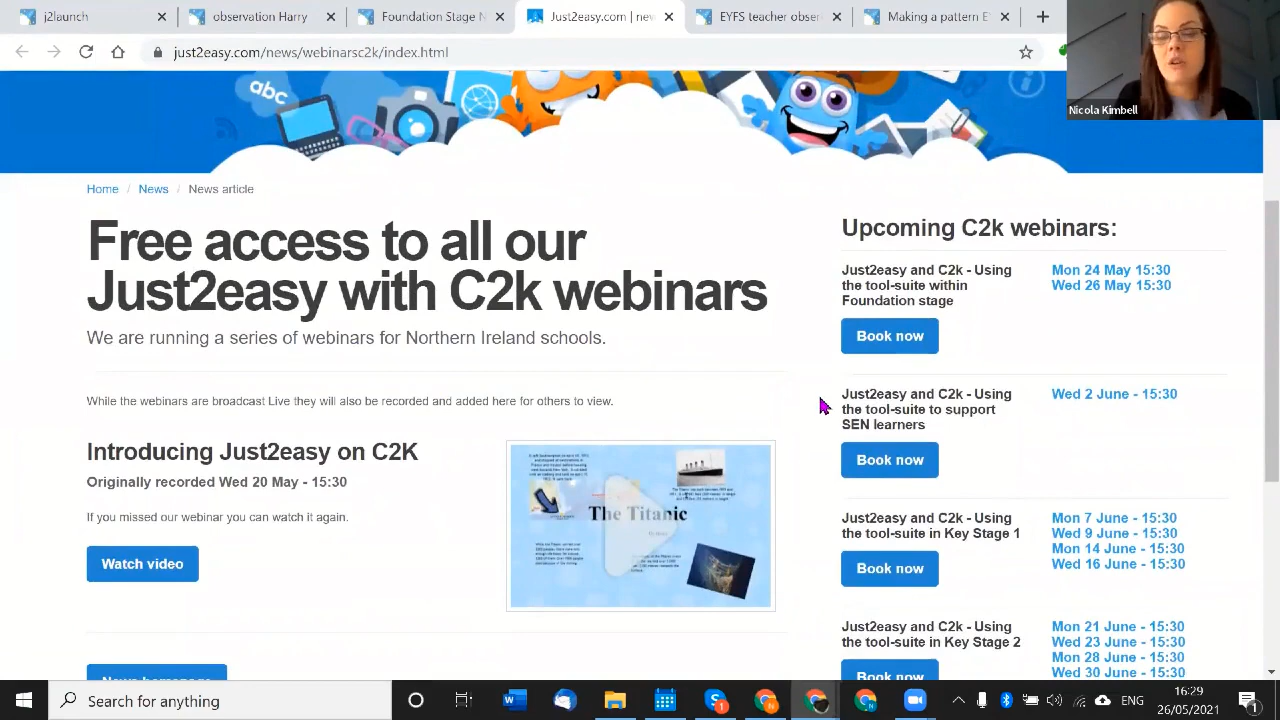 j2launch
observation Harry
Foundation Stage N
Just2easy.com | new
EYFS teacher obser
Making a pattern EY
just2easy.com/news/webinarsc2k/index.html
Nicola Kimbell
abc
Home / News / News article
Free access to all our
Just2easy with C2k webinars
We are running a series of webinars for Northern Ireland schools.
While the webinars are broadcast Live they will also be recorded and added here for others to view.
Introducing Just2easy on C2K
Originally recorded Wed 20 May - 15:30
If you missed our webinar you can watch it again.
Watch video
The Titanic
Upcoming C2k webinars:
Just2easy and C2k - Using
the tool-suite within
Foundation stage
Mon 24 May 15:30
Wed 26 May 15:30
Book now
Just2easy and C2k - Using
the tool-suite to support
SEN learners
Wed 2 June - 15:30
Book now
Just2easy and C2k - Using
the tool-suite in Key Stage 1
Mon 7 June - 15:30
Wed 9 June - 15:30
Mon 14 June - 15:30
Wed 16 June - 15:30
Book now
Just2easy and C2k - Using
the tool-suite in Key Stage 2
Mon 21 June - 15:30
Wed 23 June - 15:30
Mon 28 June - 15:30
Wed 30 June - 15:30
Book now
News homepage
Search for anything
ENG
16:29
26/05/2021